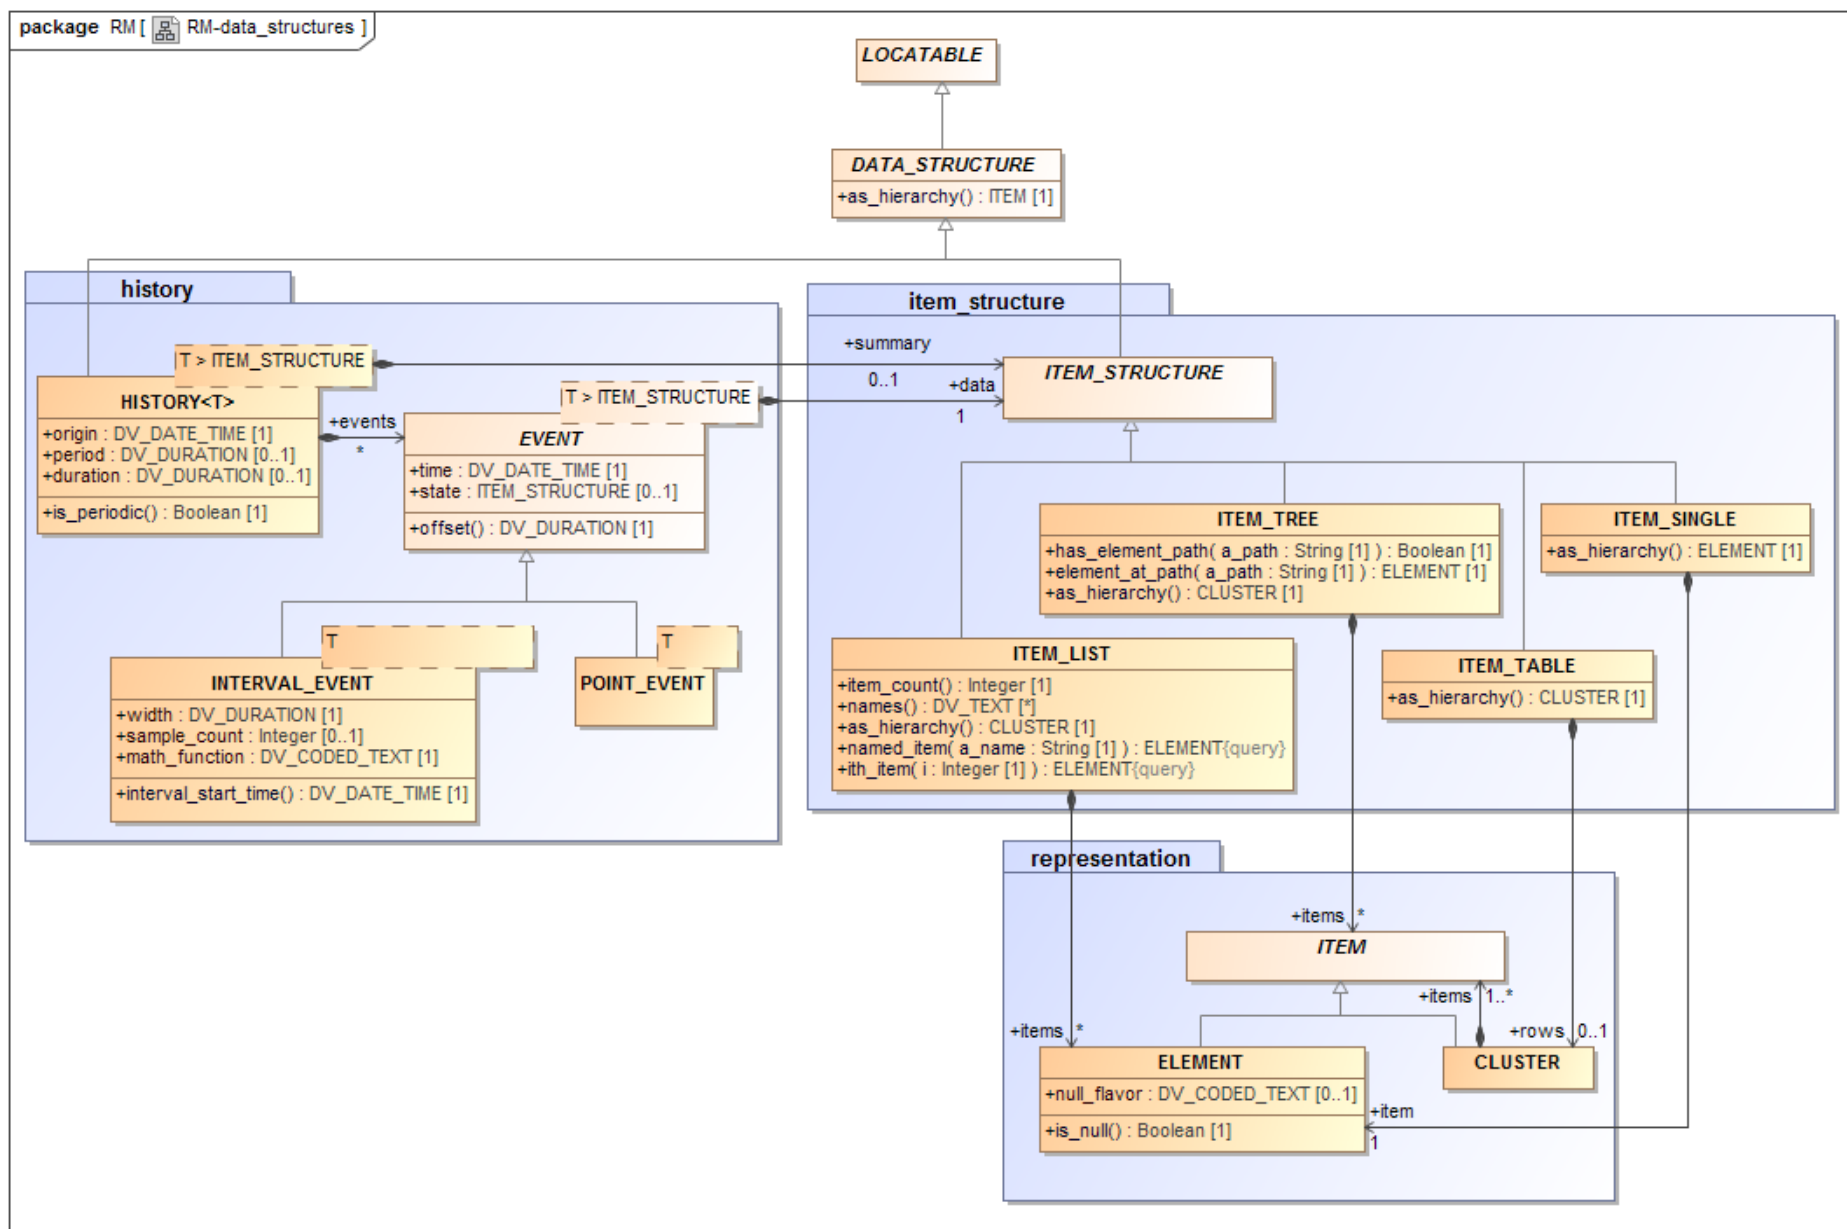 package RM [ RM-data_structures ]
LOCATABLE
DATA_STRUCTURE
+as_hierarchy() : ITEM [1]
history
T > ITEM_STRUCTURE
HISTORY<T>
+origin : DV_DATE_TIME [1]
+period : DV_DURATION [0..1]
+duration : DV_DURATION [0..1]
+is_periodic() : Boolean [1]
+events
*
T > ITEM_STRUCTURE
EVENT
+time : DV_DATE_TIME [1]
+state : ITEM_STRUCTURE [0..1]
+offset() : DV_DURATION [1]
T
INTERVAL_EVENT
+width : DV_DURATION [1]
+sample_count : Integer [0..1]
+math_function : DV_CODED_TEXT [1]
+interval_start_time() : DV_DATE_TIME [1]
T
POINT_EVENT
item_structure
+summary
0..1
+data
1
ITEM_STRUCTURE
ITEM_TREE
+has_element_path( a_path : String [1] ) : Boolean [1]
+element_at_path( a_path : String [1] ) : ELEMENT [1]
+as_hierarchy() : CLUSTER [1]
ITEM_SINGLE
+as_hierarchy() : ELEMENT [1]
ITEM_LIST
+item_count() : Integer [1]
+names() : DV_TEXT [*]
+as_hierarchy() : CLUSTER [1]
+named_item( a_name : String [1] ) : ELEMENT{query}
+ith_item( i : Integer [1] ) : ELEMENT{query}
ITEM_TABLE
+as_hierarchy() : CLUSTER [1]
representation
+items *
ITEM
+items 1..*
+items *
+rows 0..1
ELEMENT
+null_flavor : DV_CODED_TEXT [0..1]
+is_null() : Boolean [1]
CLUSTER
+item
1